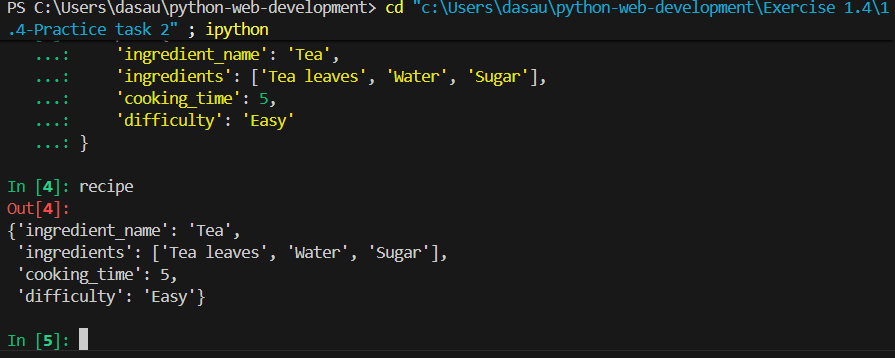 PS C:\Users\dasau\python-web-development> cd "c:\Users\dasau\python-web-development\Exercise 1.4\1
.4-Practice task 2" ; ipython
   ...:     'ingredient_name': 'Tea',
   ...:     'ingredients': ['Tea leaves', 'Water', 'Sugar'],
   ...:     'cooking_time': 5,
   ...:     'difficulty': 'Easy'
   ...: }
In [4]: recipe
Out[4]:
{'ingredient_name': 'Tea',
 'ingredients': ['Tea leaves', 'Water', 'Sugar'],
 'cooking_time': 5,
 'difficulty': 'Easy'}
In [5]: